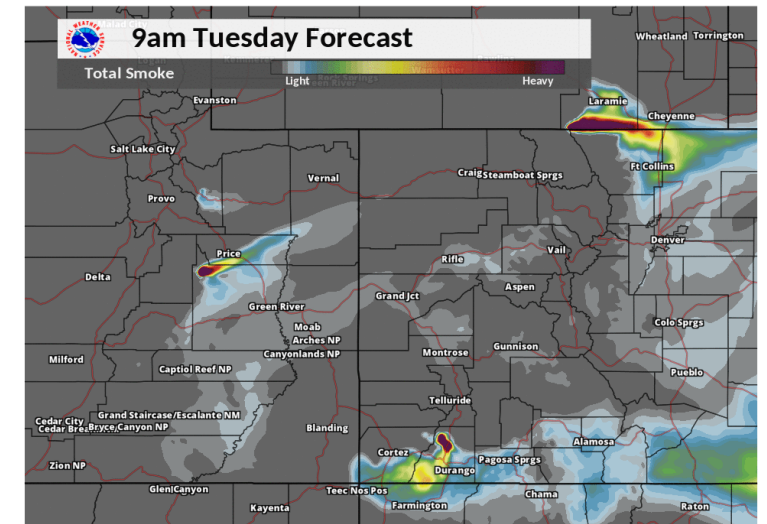 9am Tuesday Forecast
Total Smoke
Light
Heavy
Wheatland
Torrington
Evanston
Laramie
Cheyenne
Salt Lake City
Ft Collins
Vernal
Craig
Steamboat Sprgs
Provo
Denver
Price
Vail
Rifle
Delta
Aspen
Grand Jct
Green River
Colo Sprgs
Moab
Arches NP
Gunnison
Canyonlands NP
Montrose
Milford
Captiol Reef NP
Pueblo
Telluride
Grand Staircase/Escalante NM
Cedar City
Bryce Canyon NP
Blanding
Alamosa
Cortez
Pagosa Sprgs
Zion NP
Durango
Glen Canyon
Teec Nos Pos
Chama
Kayenta
Farmington
Raton